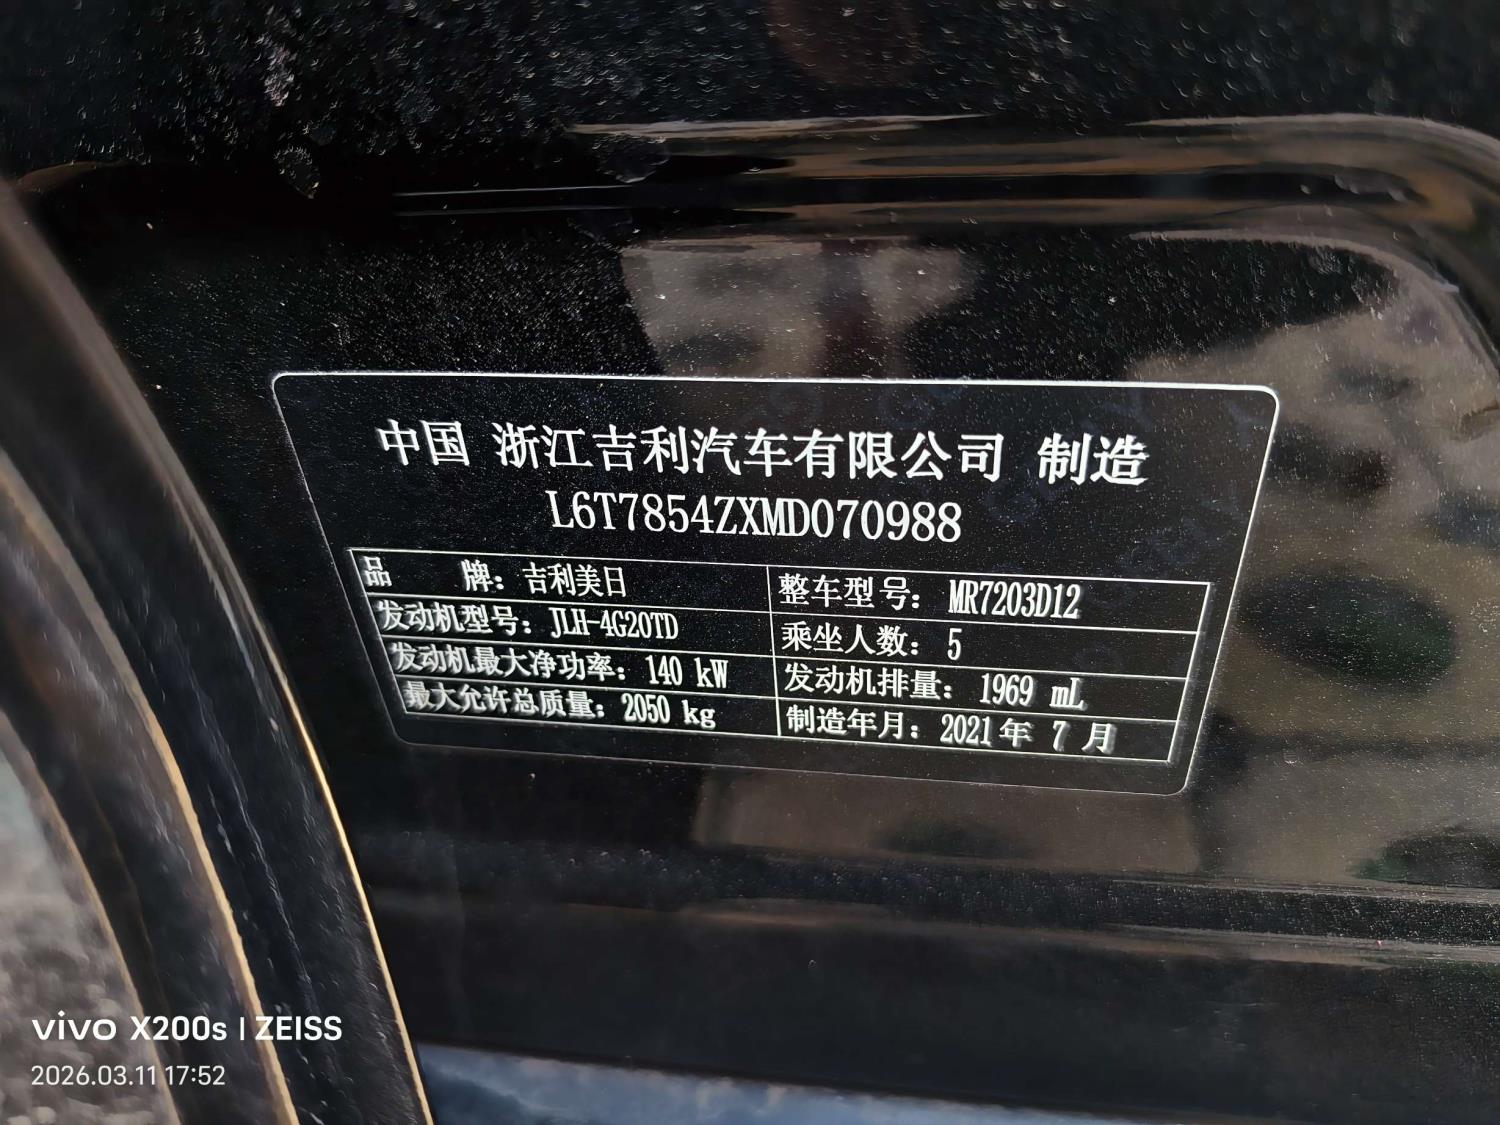 中国 浙江吉利汽车有限公司 制造
L6T7854ZXMD070988
品 牌: 吉利美日 整车型号: MR7203D12
发动机型号: JLH-4G20TD 乘坐人数: 5
发动机最大净功率: 140 kW 发动机排量: 1969 mL
最大允许总质量: 2050 kg 制造年月: 2021年 7 月
vivo X200s | ZEISS
2026.03.11 17:52